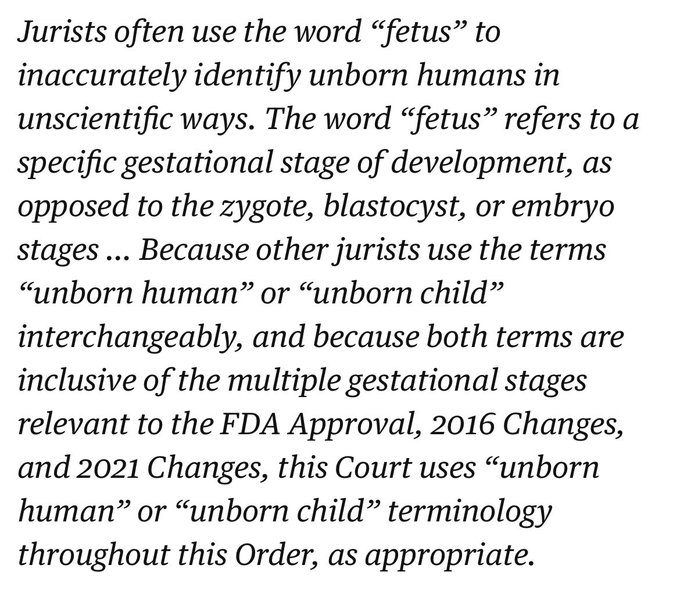 Jurists often use the word “fetus” to
inaccurately identify unborn humans in
unscientific ways. The word “fetus” refers to a
specific gestational stage of development, as
opposed to the zygote, blastocyst, or embryo
stages ... Because other jurists use the terms
“unborn human” or “unborn child”
interchangeably, and because both terms are
inclusive of the multiple gestational stages
relevant to the FDA Approval, 2016 Changes,
and 2021 Changes, this Court uses “unborn
human” or “unborn child” terminology
throughout this Order, as appropriate.